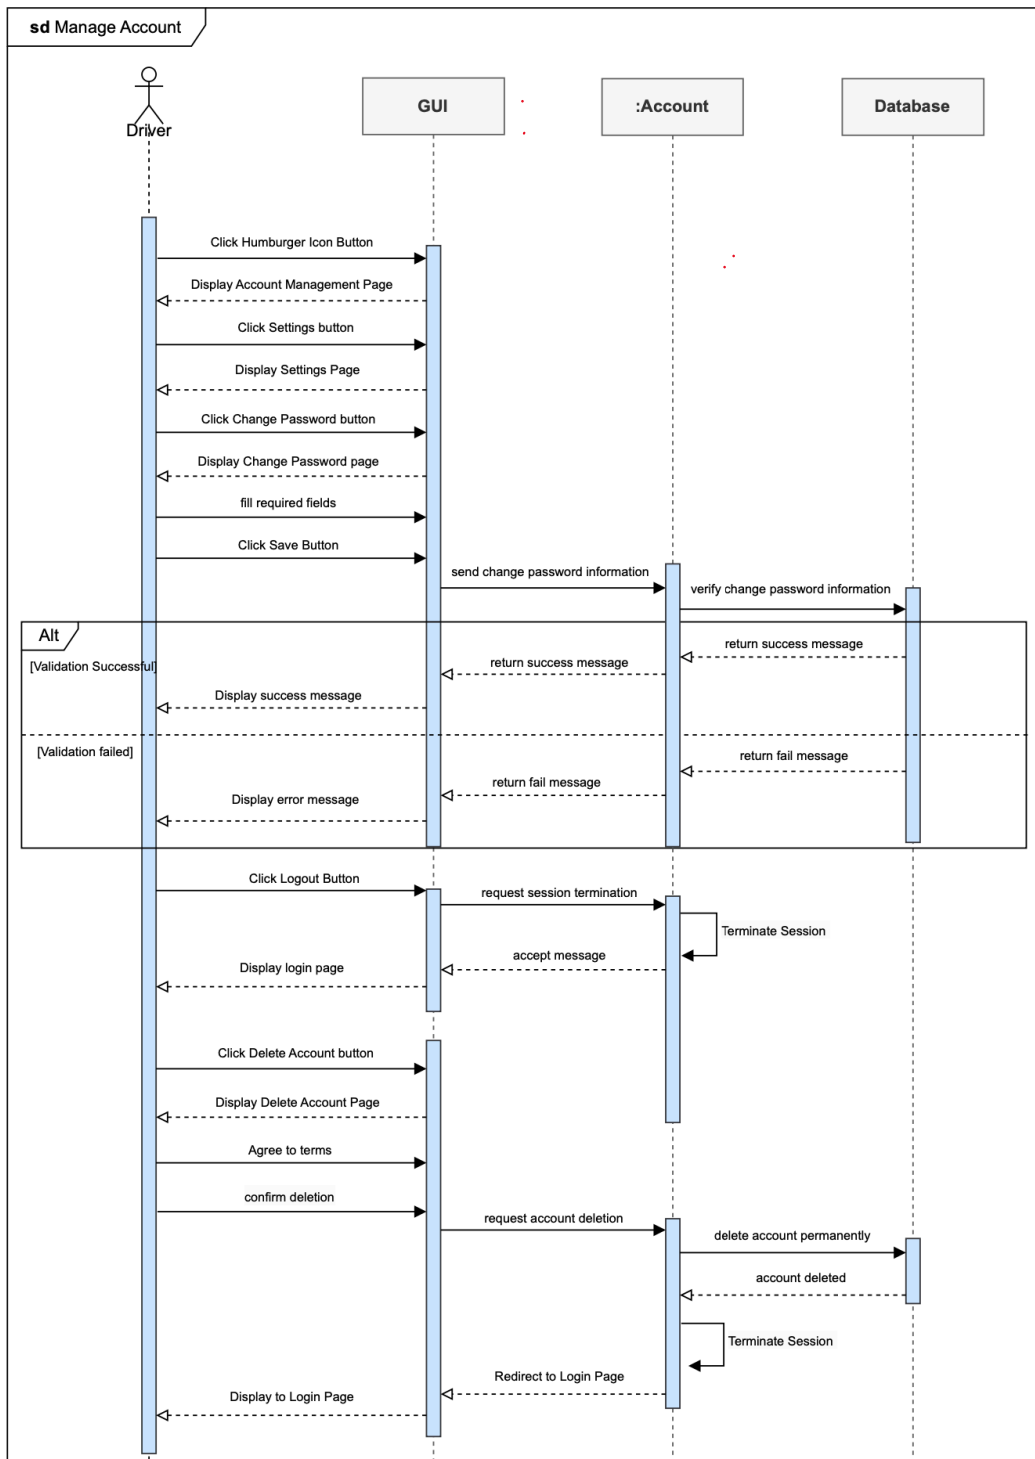 sd Manage Account
Driver
GUI
:Account
Database
Click Humburger Icon Button
Display Account Management Page
Click Settings button
Display Settings Page
Click Change Password button
Display Change Password page
fill required fields
Click Save Button
send change password information
verify change password information
Alt
[Validation Successful]
return success message
return success message
Display success message
[Validation failed]
return fail message
return fail message
Display error message
Click Logout Button
request session termination
Terminate Session
accept message
Display login page
Click Delete Account button
Display Delete Account Page
Agree to terms
confirm deletion
request account deletion
delete account permanently
account deleted
Terminate Session
Redirect to Login Page
Display to Login Page